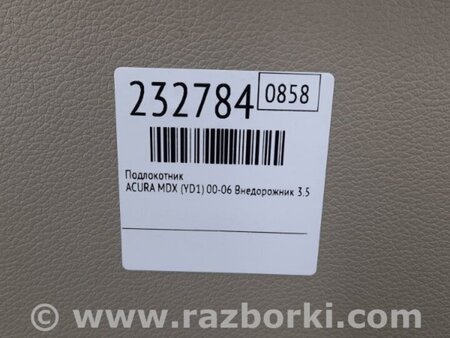 232784 0858
Подлокотник
ACURA MDX (YD1) 00-06 Внедорожник 3.5
© www.razborki.com